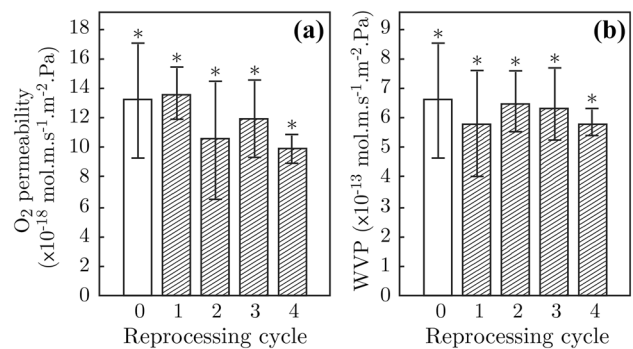 (a)
O2 permeability
(x10-18 mol.m.s-1.m-2.Pa)
18
16
14
12
10
8
6
4
2
0
* * * * *
0 1 2 3 4
Reprocessing cycle
(b)
WVP (x10-13 mol.m.s-1.m-2.Pa)
9
8
7
6
5
4
3
2
1
0
* * * * *
0 1 2 3 4
Reprocessing cycle